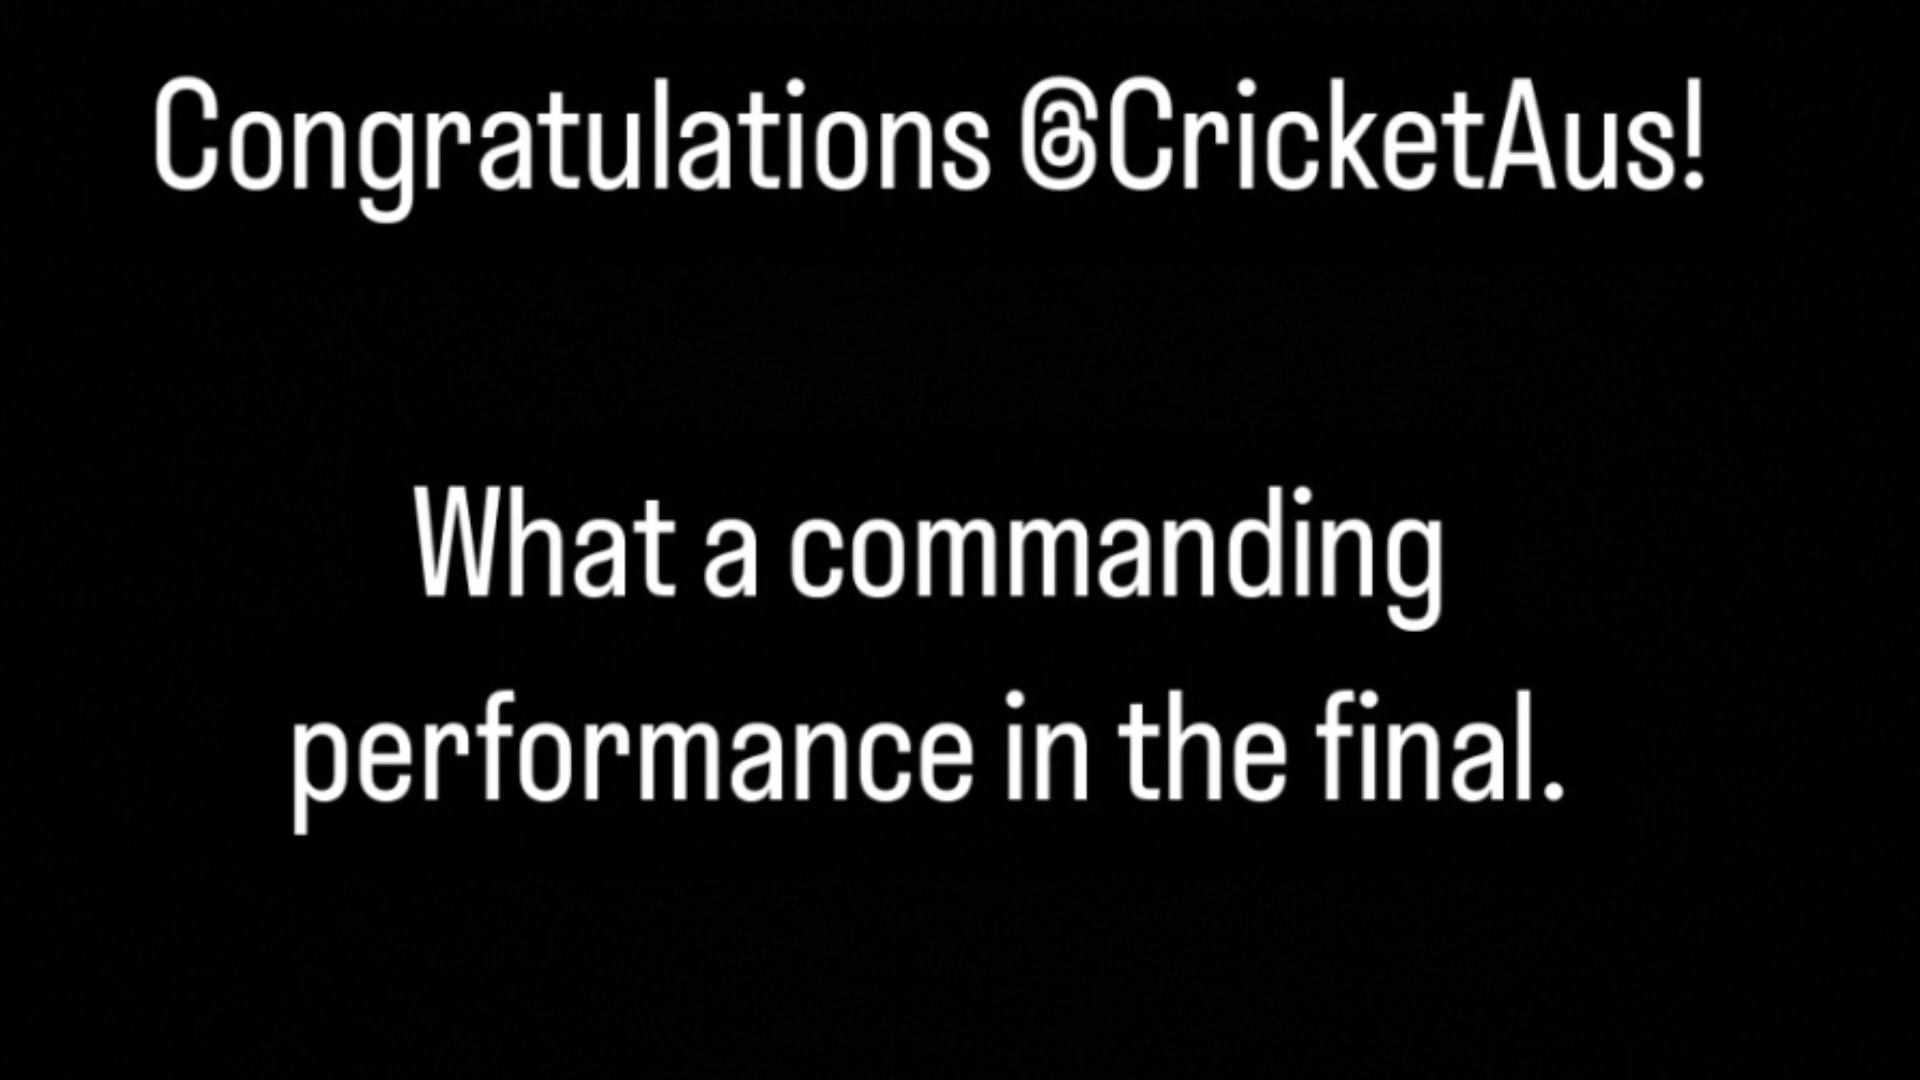 Congratulations @CricketAus!
What a commanding
performance in the final.